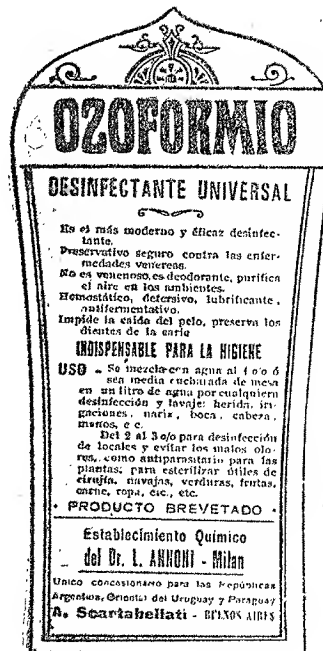 OZOFORMIO
DESINFECTANTE UNIVERSAL
Es el más moderno y éficaz desinfec-
tante.
Preservativo seguro contra las enfer-
medades venereas.
No es venenoso, es deodorante, purifica
el aire en los ambientes.
Hemostático, detersivo, lubrificante,
antifermentativo.
Impide la caida del pelo, preserva los
dientes de la carie
INDISPENSABLE PARA LA HIGIENE
USO - Se mezcla con agua al 1 o/o ó
sea media cucharada de mesa
en un litro de agua por cualquiera
desinfección y lavaje: herida, irri-
gaciones, nariz, boca, cabeza,
manos, e c.
Del 2 al 3 o/o para desinfección
de locales y evitar los malos olo-
res, como antiparasitario para las
plantas; para esterilizar útiles de
cirujía, navajas, verduras, frutas,
carne, ropa, etc., etc.
• PRODUCTO BREVETADO •
Establecimiento Químico
del Dr. L. ANNONI - Milan
Unico concesionario para las Repúblicas
Argentina, Oriental del Uruguay y Paraguay
A. Scartabellati - BUENOS AIRES